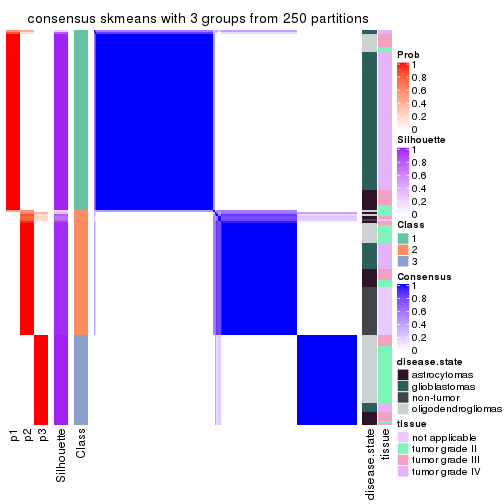 consensus skmeans with 3 groups from 250 partitions
Prob
1
0.8
0.6
0.4
0.2
0
Silhouette
1
0.8
0.6
0.4
0.2
0
Class
1
2
3
Consensus
1
0.8
0.6
0.4
0.2
0
disease.state
astrocytomas
glioblastomas
non-tumor
oligodendrogliomas
tissue
not applicable
tumor grade II
tumor grade III
tumor grade IV
p1
p2
p3
Silhouette
Class
disease.state
tissue